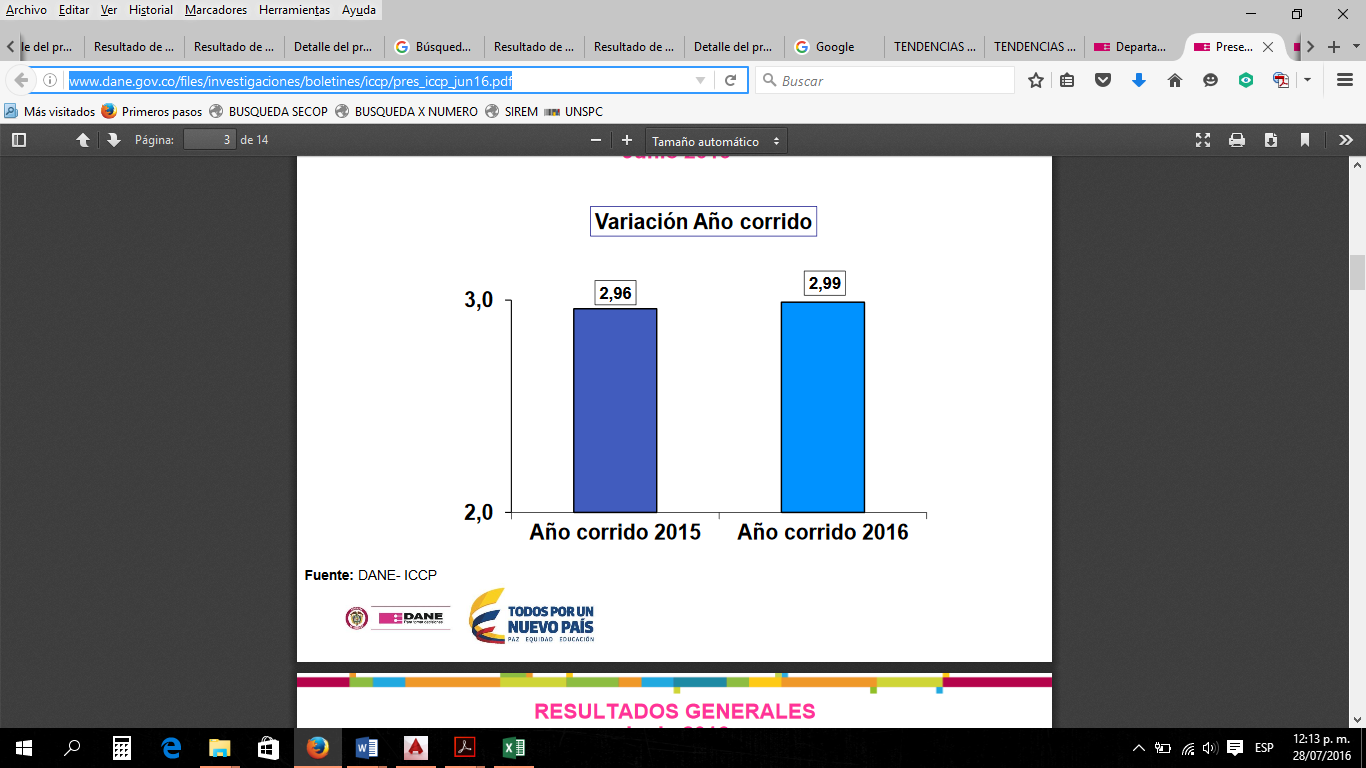 Archivo Editar Ver Historial Marcadores Herramientas Ayuda
le del pr... Resultado de ... Resultado de ... Detalle del pr... Búsqued... Resultado de ... Resultado de ... Detalle del pr... Google TENDENCIAS ... TENDENCIAS ... Departa... Prese...
www.dane.gov.co/files/investigaciones/boletines/iccp/pres_iccp_jun16.pdf Buscar
Más visitados Primeros pasos BUSQUEDA SECOP BUSQUEDA X NUMERO SIREM UNSPC
Página: 3 de 14 Tamaño automático
Variación Año corrido
2,99
2,96
3,0
2,0
Año corrido 2015 Año corrido 2016
Fuente: DANE- ICCP
DANE
TODOS POR UN
NUEVO PAÍS
PAZ EQUIDAD EDUCACIÓN
RESULTADOS GENERALES
ESP
12:13 p. m.
28/07/2016